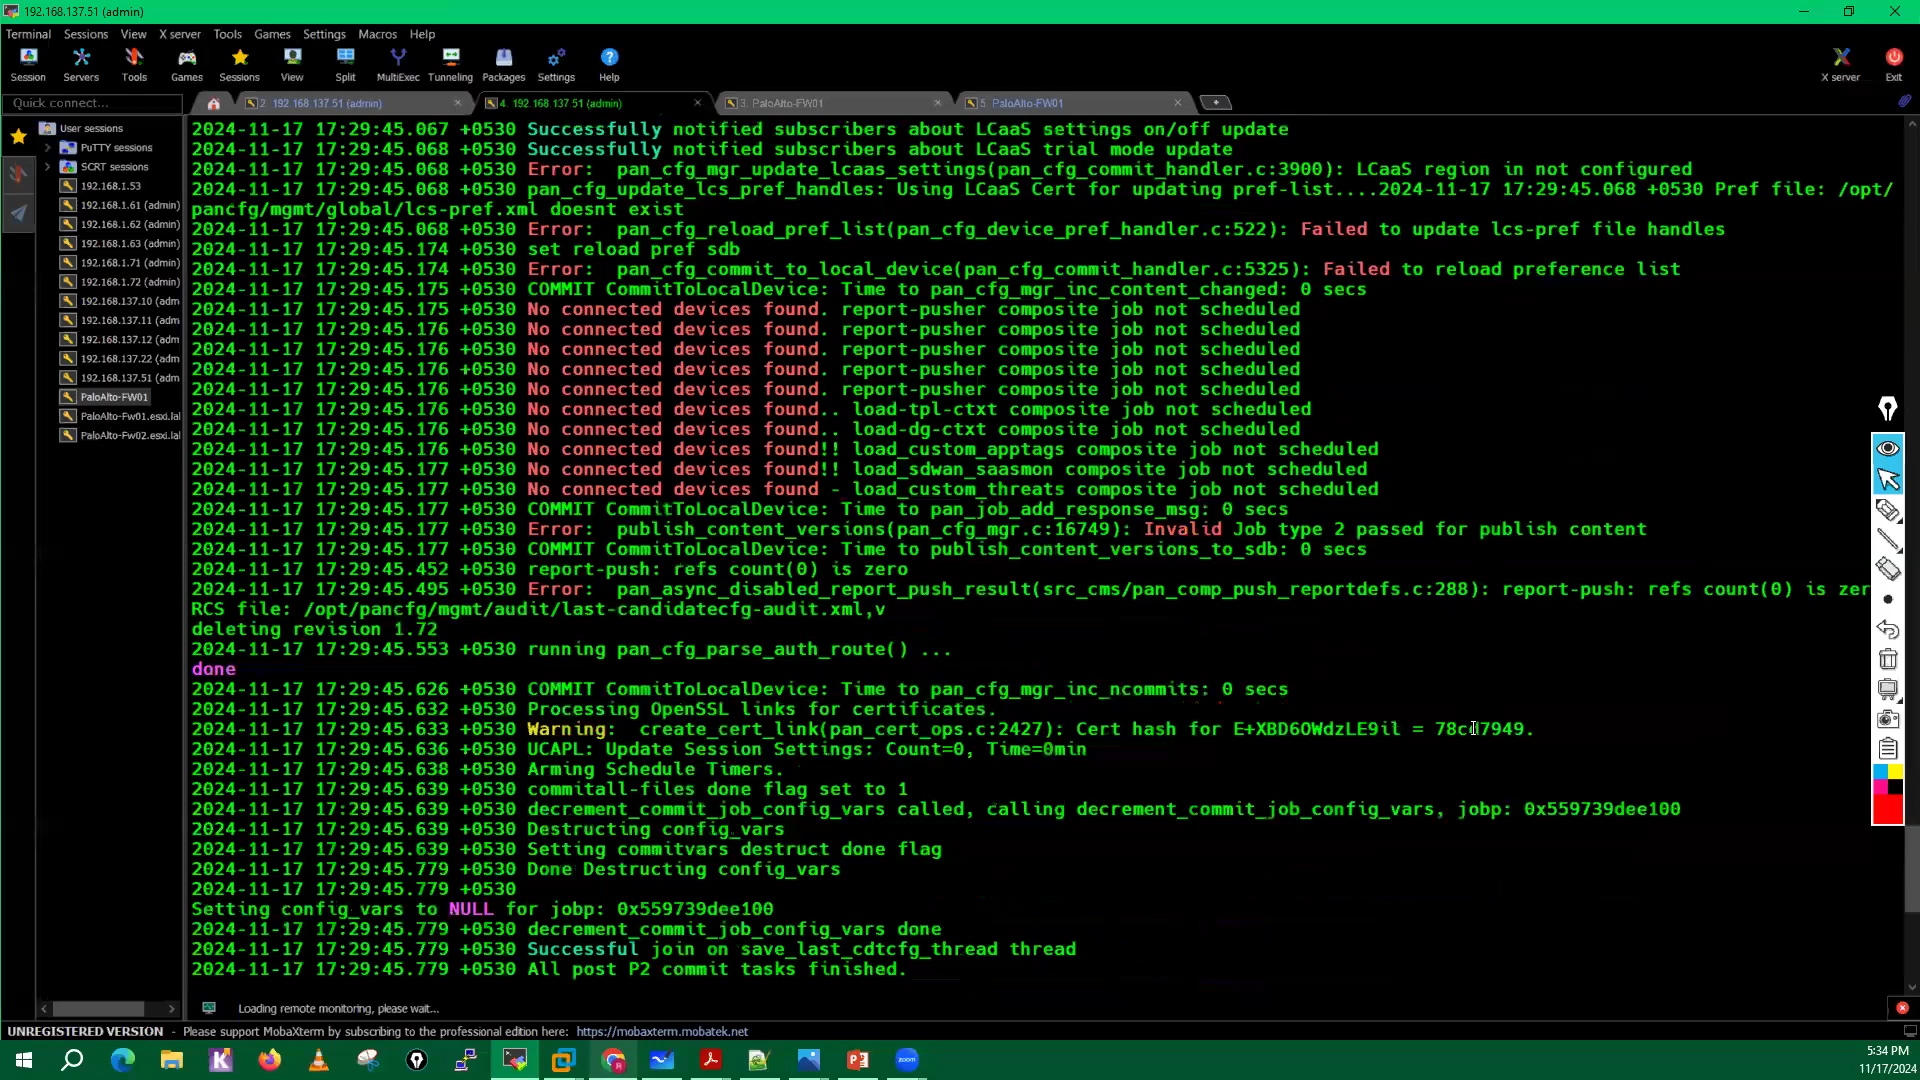 192.168.137.51 (admin)
Terminal Sessions View X server Tools Games Settings Macros Help
Session Servers Tools Games Sessions View Split MultiExec Tunneling Packages Settings Help X server Exit
Quick connect...
2. 192.168.137.51 (admin) 4. 192.168.137.51 (admin) 3. PaloAlto-FW01 5. PaloAlto-FW01
User sessions
PuTTY sessions
SCRT sessions
192.168.1.53
192.168.1.61 (admin)
192.168.1.62 (admin)
192.168.1.63 (admin)
192.168.1.71 (admin)
192.168.1.72 (admin)
192.168.137.10 (adm
192.168.137.11 (adm
192.168.137.12 (adm
192.168.137.22 (adm
192.168.137.51 (adm
PaloAlto-FW01
PaloAlto-Fw01.esxi.lal
PaloAlto-Fw02.esxi.lal
2024-11-17 17:29:45.067 +0530 Successfully notified subscribers about LCaaS settings on/off update
2024-11-17 17:29:45.068 +0530 Successfully notified subscribers about LCaaS trial mode update
2024-11-17 17:29:45.068 +0530 Error:  pan_cfg_mgr_update_lcaas_settings(pan_cfg_commit_handler.c:3900): LCaaS region in not configured
2024-11-17 17:29:45.068 +0530 pan_cfg_update_lcs_pref_handles: Using LCaaS Cert for updating pref-list....2024-11-17 17:29:45.068 +0530 Pref file: /opt/
pancfg/mgmt/global/lcs-pref.xml doesnt exist
2024-11-17 17:29:45.068 +0530 Error:  pan_cfg_reload_pref_list(pan_cfg_device_pref_handler.c:522): Failed to update lcs-pref file handles
2024-11-17 17:29:45.174 +0530 set reload pref sdb
2024-11-17 17:29:45.174 +0530 Error:  pan_cfg_commit_to_local_device(pan_cfg_commit_handler.c:5325): Failed to reload preference list
2024-11-17 17:29:45.175 +0530 COMMIT CommitToLocalDevice: Time to pan_cfg_mgr_inc_content_changed: 0 secs
2024-11-17 17:29:45.175 +0530 No connected devices found. report-pusher composite job not scheduled
2024-11-17 17:29:45.176 +0530 No connected devices found. report-pusher composite job not scheduled
2024-11-17 17:29:45.176 +0530 No connected devices found. report-pusher composite job not scheduled
2024-11-17 17:29:45.176 +0530 No connected devices found. report-pusher composite job not scheduled
2024-11-17 17:29:45.176 +0530 No connected devices found. report-pusher composite job not scheduled
2024-11-17 17:29:45.176 +0530 No connected devices found.. load-tpl-ctxt composite job not scheduled
2024-11-17 17:29:45.176 +0530 No connected devices found.. load-dg-ctxt composite job not scheduled
2024-11-17 17:29:45.176 +0530 No connected devices found!! load_custom_apptags composite job not scheduled
2024-11-17 17:29:45.177 +0530 No connected devices found!! load_sdwan_saasmon composite job not scheduled
2024-11-17 17:29:45.177 +0530 No connected devices found - load_custom_threats composite job not scheduled
2024-11-17 17:29:45.177 +0530 COMMIT CommitToLocalDevice: Time to pan_job_add_response_msg: 0 secs
2024-11-17 17:29:45.177 +0530 Error:  publish_content_versions(pan_cfg_mgr.c:16749): Invalid Job type 2 passed for publish content
2024-11-17 17:29:45.177 +0530 COMMIT CommitToLocalDevice: Time to publish_content_versions_to_sdb: 0 secs
2024-11-17 17:29:45.452 +0530 report-push: refs count(0) is zero
2024-11-17 17:29:45.495 +0530 Error:  pan_async_disabled_report_push_result(src_cms/pan_comp_push_reportdefs.c:288): report-push: refs count(0) is zer
RCS file: /opt/pancfg/mgmt/audit/last-candidatecfg-audit.xml,v
deleting revision 1.72
2024-11-17 17:29:45.553 +0530 running pan_cfg_parse_auth_route() ...
done
2024-11-17 17:29:45.626 +0530 COMMIT CommitToLocalDevice: Time to pan_cfg_mgr_inc_ncommits: 0 secs
2024-11-17 17:29:45.632 +0530 Processing OpenSSL links for certificates.
2024-11-17 17:29:45.633 +0530 Warning:  create_cert_link(pan_cert_ops.c:2427): Cert hash for E+XBD6OWdzLE9il = 78cd7949.
2024-11-17 17:29:45.636 +0530 UCAPL: Update Session Settings: Count=0, Time=0min
2024-11-17 17:29:45.638 +0530 Arming Schedule Timers.
2024-11-17 17:29:45.639 +0530 commitall-files done flag set to 1
2024-11-17 17:29:45.639 +0530 decrement_commit_job_config_vars called, calling decrement_commit_job_config_vars, jobp: 0x559739dee100
2024-11-17 17:29:45.639 +0530 Destructing config_vars
2024-11-17 17:29:45.639 +0530 Setting commitvars destruct done flag
2024-11-17 17:29:45.779 +0530 Done Destructing config_vars
2024-11-17 17:29:45.779 +0530
Setting config_vars to NULL for jobp: 0x559739dee100
2024-11-17 17:29:45.779 +0530 decrement_commit_job_config_vars done
2024-11-17 17:29:45.779 +0530 Successful join on save_last_cdtcfg_thread thread
2024-11-17 17:29:45.779 +0530 All post P2 commit tasks finished.
Loading remote monitoring, please wait...
UNREGISTERED VERSION - Please support MobaXterm by subscribing to the professional edition here: https://mobaxterm.mobatek.net
5:34 PM
11/17/2024